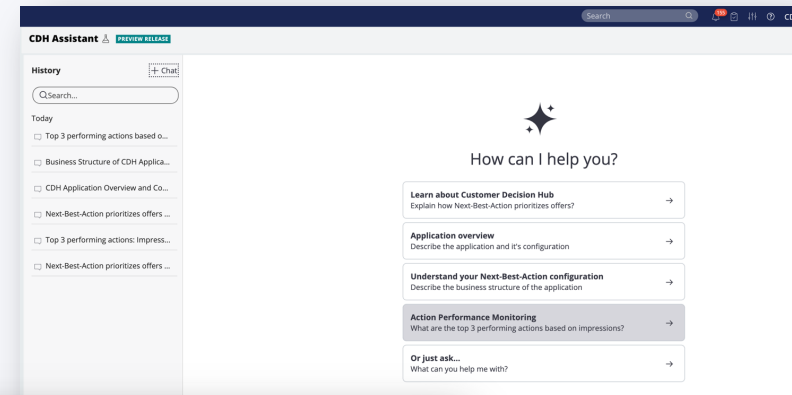 Search
195
CD
CDH Assistant PREVIEW RELEASE
History
+ Chat
Search...
Today
Top 3 performing actions based o...
Business Structure of CDH Applica...
CDH Application Overview and Co...
Next-Best-Action prioritizes offers ...
Top 3 performing actions: Impress...
Next-Best-Action prioritizes offers ...
How can I help you?
Learn about Customer Decision Hub
Explain how Next-Best-Action prioritizes offers?
Application overview
Describe the application and it's configuration
Understand your Next-Best-Action configuration
Describe the business structure of the application
Action Performance Monitoring
What are the top 3 performing actions based on impressions?
Or just ask...
What can you help me with?